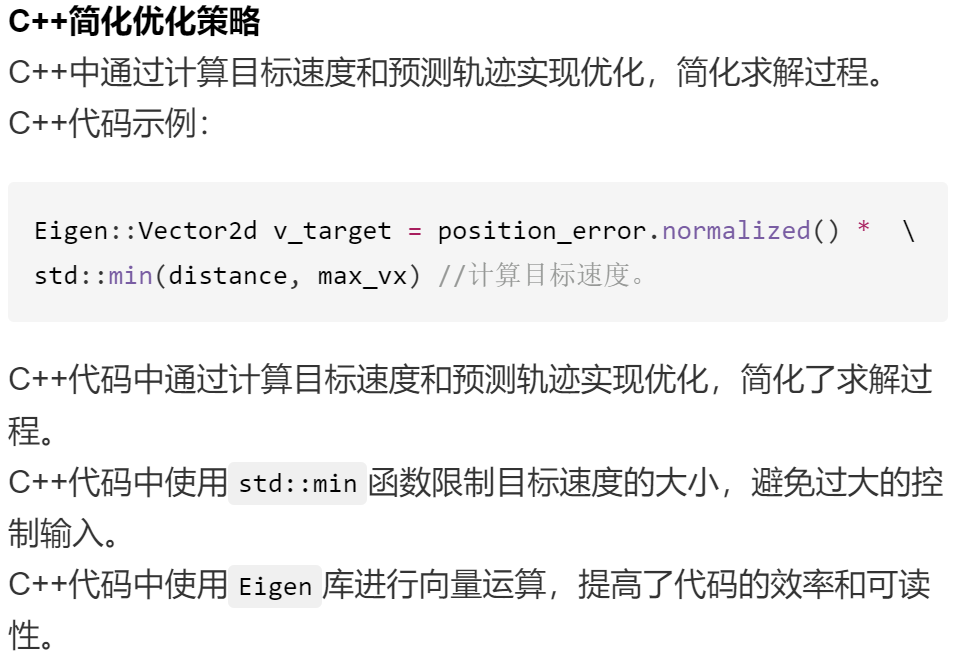 C++简化优化策略
C++中通过计算目标速度和预测轨迹实现优化，简化求解过程。
C++代码示例：
Eigen::Vector2d v_target = position_error.normalized() *  \
std::min(distance, max_vx) //计算目标速度。
C++代码中通过计算目标速度和预测轨迹实现优化，简化了求解过
程。
C++代码中使用 std::min 函数限制目标速度的大小，避免过大的控
制输入。
C++代码中使用 Eigen 库进行向量运算，提高了代码的效率和可读
性。